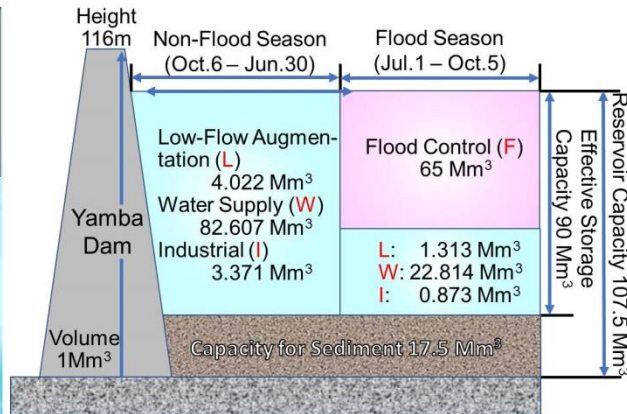 Height
116m
Non-Flood Season
(Oct.6 – Jun.30)
Flood Season
(Jul.1 – Oct.5)
Low-Flow Augmen-
tation (L)
4.022 Mm³
Water Supply (W)
82.607 Mm³
Industrial (I)
3.371 Mm³
Flood Control (F)
65 Mm³
L: 1.313 Mm³
W: 22.814 Mm³
I: 0.873 Mm³
Yamba
Dam
Volume
1Mm³
Capacity for Sediment 17.5 Mm³
Effective Storage
Capacity 90 Mm³
Reservoir Capacity 107.5 Mm³